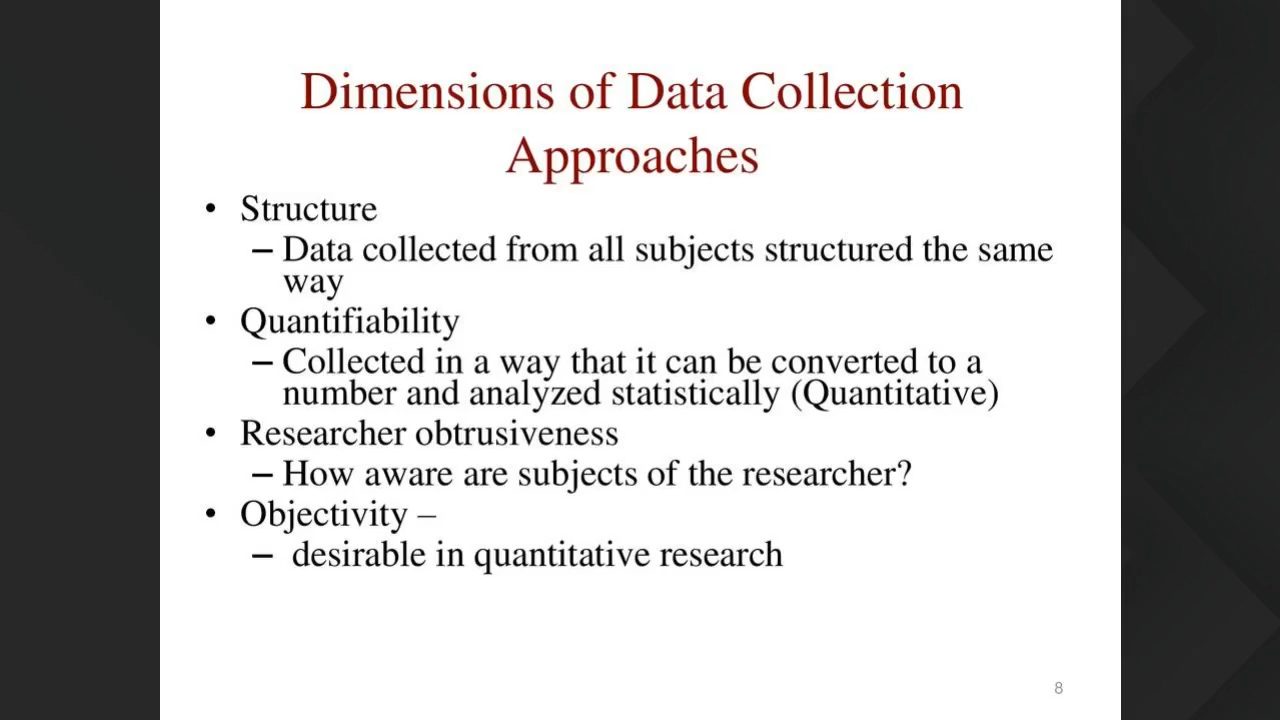 Dimensions of Data Collection
Approaches
• Structure
– Data collected from all subjects structured the same
way
• Quantifiability
– Collected in a way that it can be converted to a
number and analyzed statistically (Quantitative)
• Researcher obtrusiveness
– How aware are subjects of the researcher?
• Objectivity –
– desirable in quantitative research
8